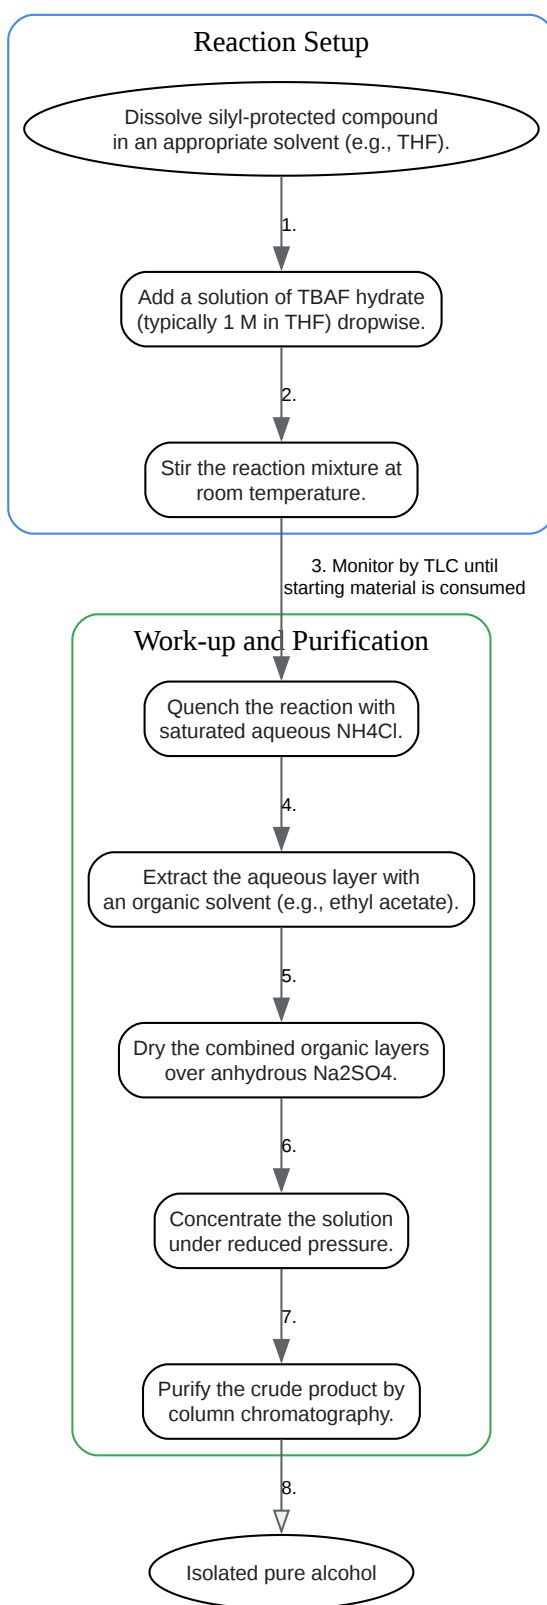 Reaction Setup
Dissolve silyl-protected compound
in an appropriate solvent (e.g., THF).
1.
Add a solution of TBAF hydrate
(typically 1 M in THF) dropwise.
2.
Stir the reaction mixture at
room temperature.
3. Monitor by TLC until
starting material is consumed
Work-up and Purification
Quench the reaction with
saturated aqueous NH4Cl.
4.
Extract the aqueous layer with
an organic solvent (e.g., ethyl acetate).
5.
Dry the combined organic layers
over anhydrous Na2SO4.
6.
Concentrate the solution
under reduced pressure.
7.
Purify the crude product by
column chromatography.
8.
Isolated pure alcohol